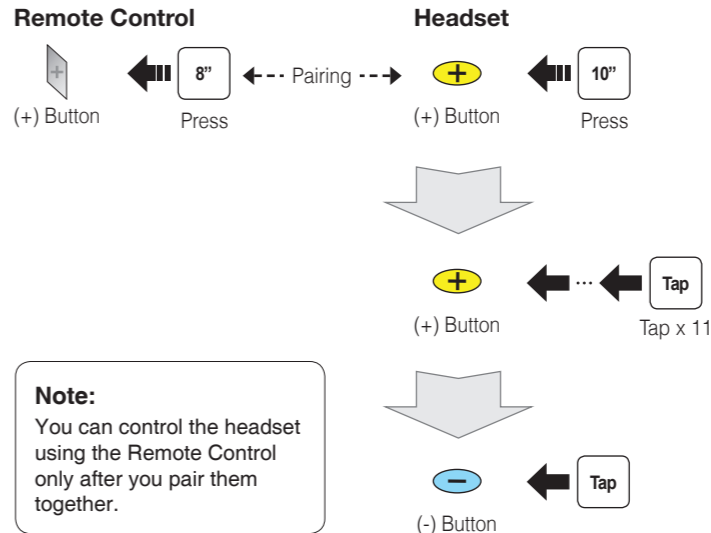 Remote Control Headset
+ 8” Pairing + 10”
(+) Button Press (+) Button Press
+ ... Tap
(+) Button Tap x 11
Note:
You can control the headset
using the Remote Control
only after you pair them
together.
− Tap
(-) Button